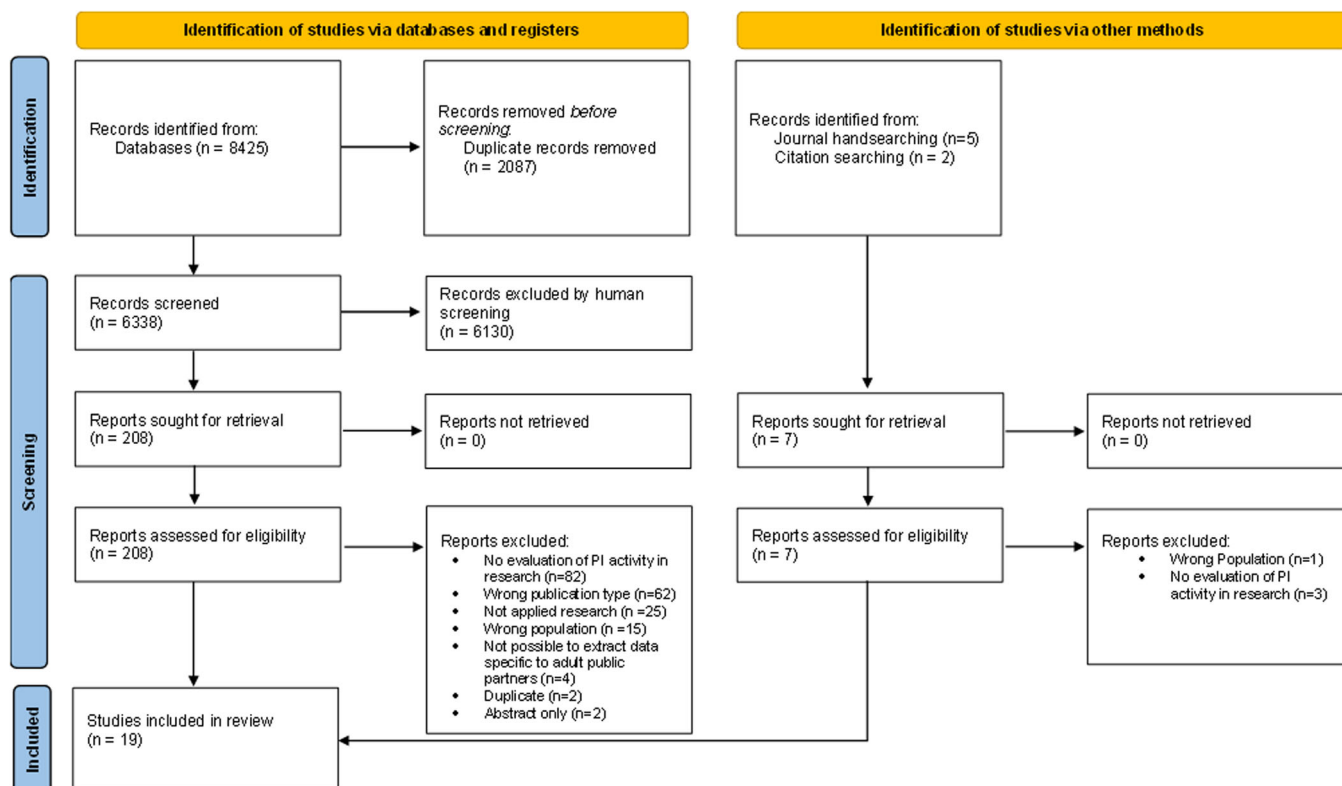 Identification of studies via databases and registers
Identification of studies via other methods
Identification
Records identified from:
Databases (n = 8425)
Records removed before
screening:
Duplicate records removed
(n = 2087)
Records identified from:
Journal handsearching (n=5)
Citation searching (n = 2)
Screening
Records screened
(n = 6338)
Records excluded by human
screening
(n = 6130)
Reports sought for retrieval
(n = 208)
Reports not retrieved
(n = 0)
Reports sought for retrieval
(n = 7)
Reports not retrieved
(n = 0)
Reports assessed for eligibility
(n = 208)
Reports excluded:
• No evaluation of PI activity in
research (n=82)
• Wrong publication type (n=62)
• Not applied research (n =25)
• Wrong population (n =15)
• Not possible to extract data
specific to adult public
partners (n=4)
• Duplicate (n=2)
• Abstract only (n=2)
Reports assessed for eligibility
(n = 7)
Reports excluded:
• Wrong Population (n=1)
• No evaluation of PI
activity in research (n=3)
Included
Studies included in review
(n = 19)